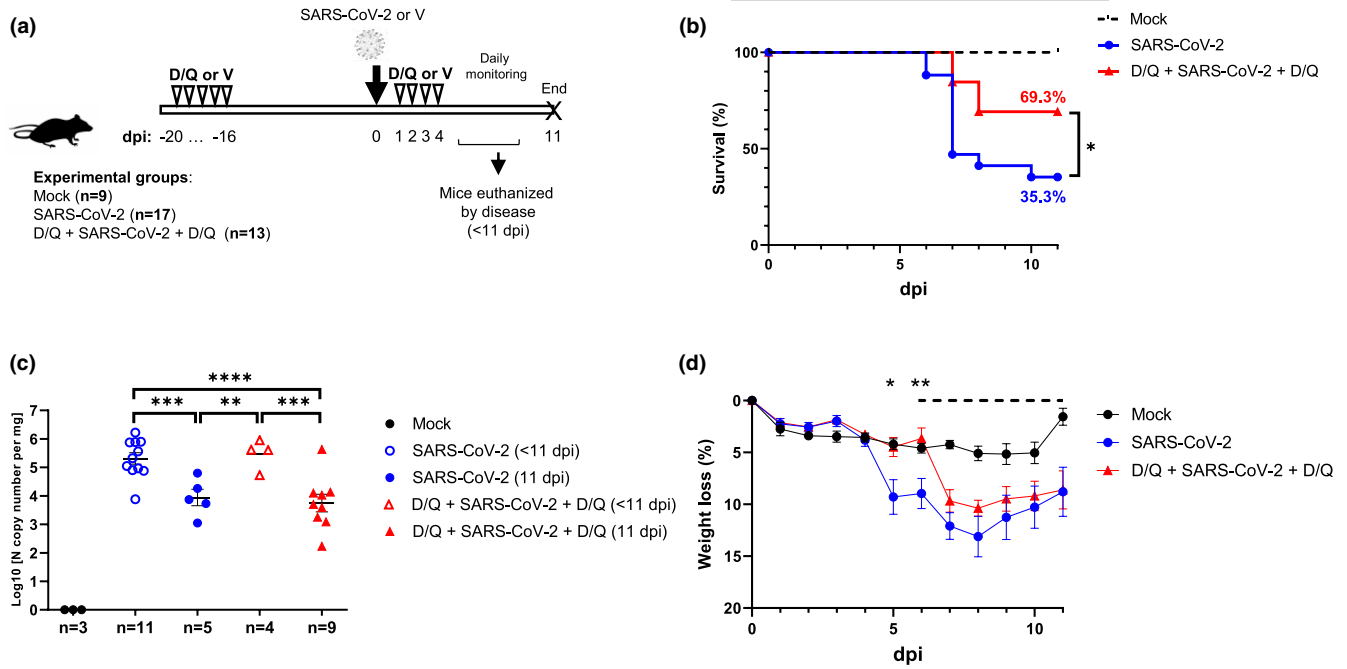 (a)
SARS-CoV-2 or V
D/Q or V
D/Q or V
Daily
monitoring
End
dpi: -20 ... -16 0 1 2 3 4 11
Mice euthanized
by disease
(<11 dpi)
Experimental groups:
Mock (n=9)
SARS-CoV-2 (n=17)
D/Q + SARS-CoV-2 + D/Q (n=13)
(b)
Mock
SARS-CoV-2
D/Q + SARS-CoV-2 + D/Q
Survival (%)
100
50
0
69.3%
*
35.3%
0 5 10
dpi
(c)
****
*** ** ***
Log10 [N copy number per mg]
7
6
5
4
3
2
1
0
n=3 n=11 n=5 n=4 n=9
Mock
SARS-CoV-2 (<11 dpi)
SARS-CoV-2 (11 dpi)
D/Q + SARS-CoV-2 + D/Q (<11 dpi)
D/Q + SARS-CoV-2 + D/Q (11 dpi)
(d)
* **
Weight loss (%)
0
5
10
15
20
0 5 10
dpi
Mock
SARS-CoV-2
D/Q + SARS-CoV-2 + D/Q